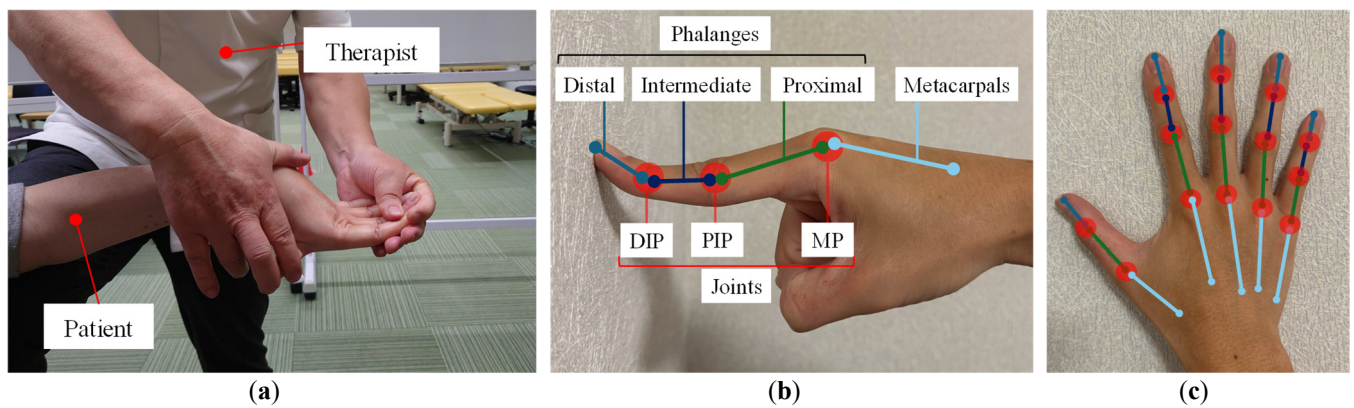 Therapist
Patient
(a)
Phalanges
Distal
Intermediate
Proximal
Metacarpals
DIP
PIP
MP
Joints
(b)
(c)